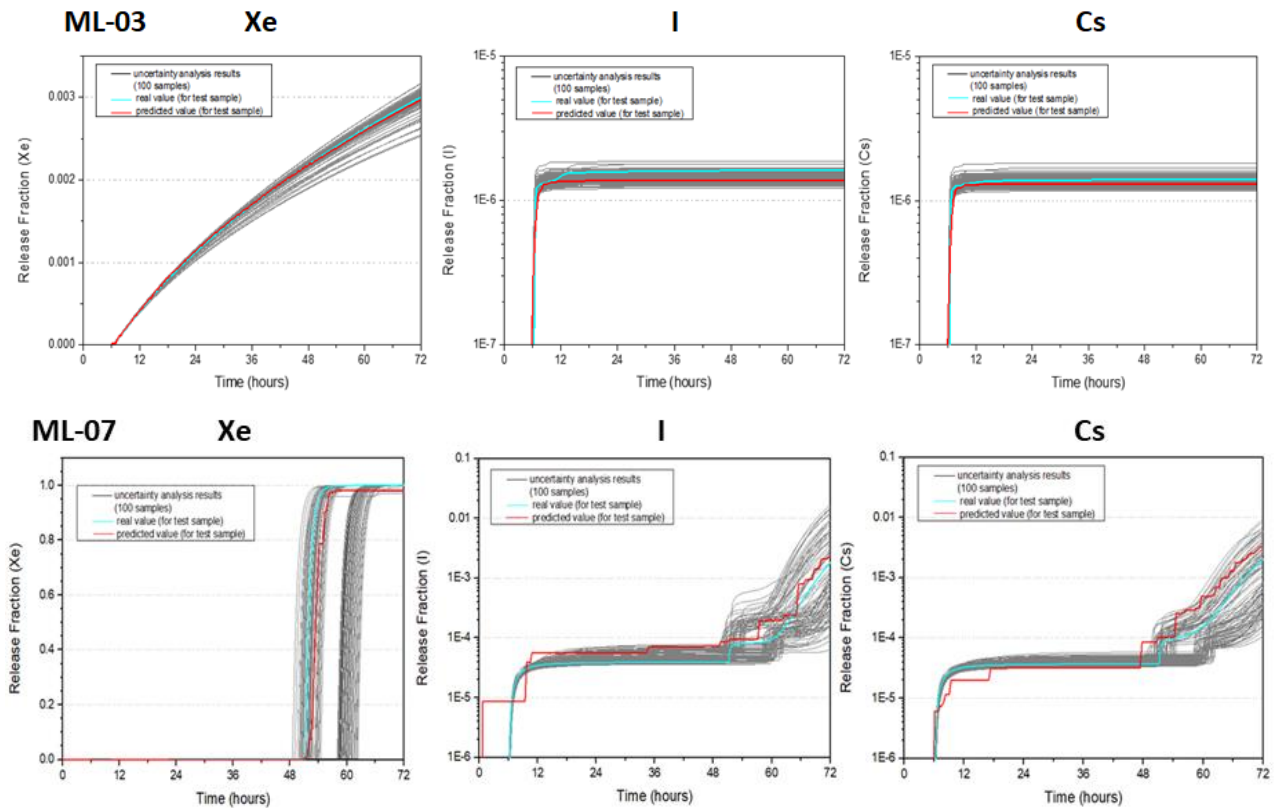 ML-03 Xe I Cs
uncertainty analysis results
(100 samples)
real value (for test sample)
predicted value (for test sample)
0.003
0.002
0.001
0.000
Release Fraction (Xe)
0 12 24 36 48 60 72
Time (hours)
1E-5
uncertainty analysis results
(100 samples)
real value (for test sample)
predicted value (for test sample)
1E-6
1E-7
Release Fraction (I)
0 12 24 36 48 60 72
Time (hours)
1E-5
uncertainty analysis results
(100 samples)
real value (for test sample)
predicted value (for test sample)
1E-6
1E-7
Release Fraction (Cs)
0 12 24 36 48 60 72
Time (hours)
ML-07 Xe I Cs
1.0
uncertainty analysis results
(100 samples)
real value (for test sample)
predicted value (for test sample)
0.8
0.6
0.4
0.2
0.0
Release Fraction (Xe)
0 12 24 36 48 60 72
Time (hours)
0.1
uncertainty analysis results
(100 samples)
real value (for test sample)
predicted value (for test sample)
0.01
1E-3
1E-4
1E-5
1E-6
Release Fraction (I)
0 12 24 36 48 60 72
Time (hours)
0.1
uncertainty analysis results
(100 samples)
real value (for test sample)
predicted value (for test sample)
0.01
1E-3
1E-4
1E-5
1E-6
Release Fraction (Cs)
0 12 24 36 48 60 72
Time (hours)